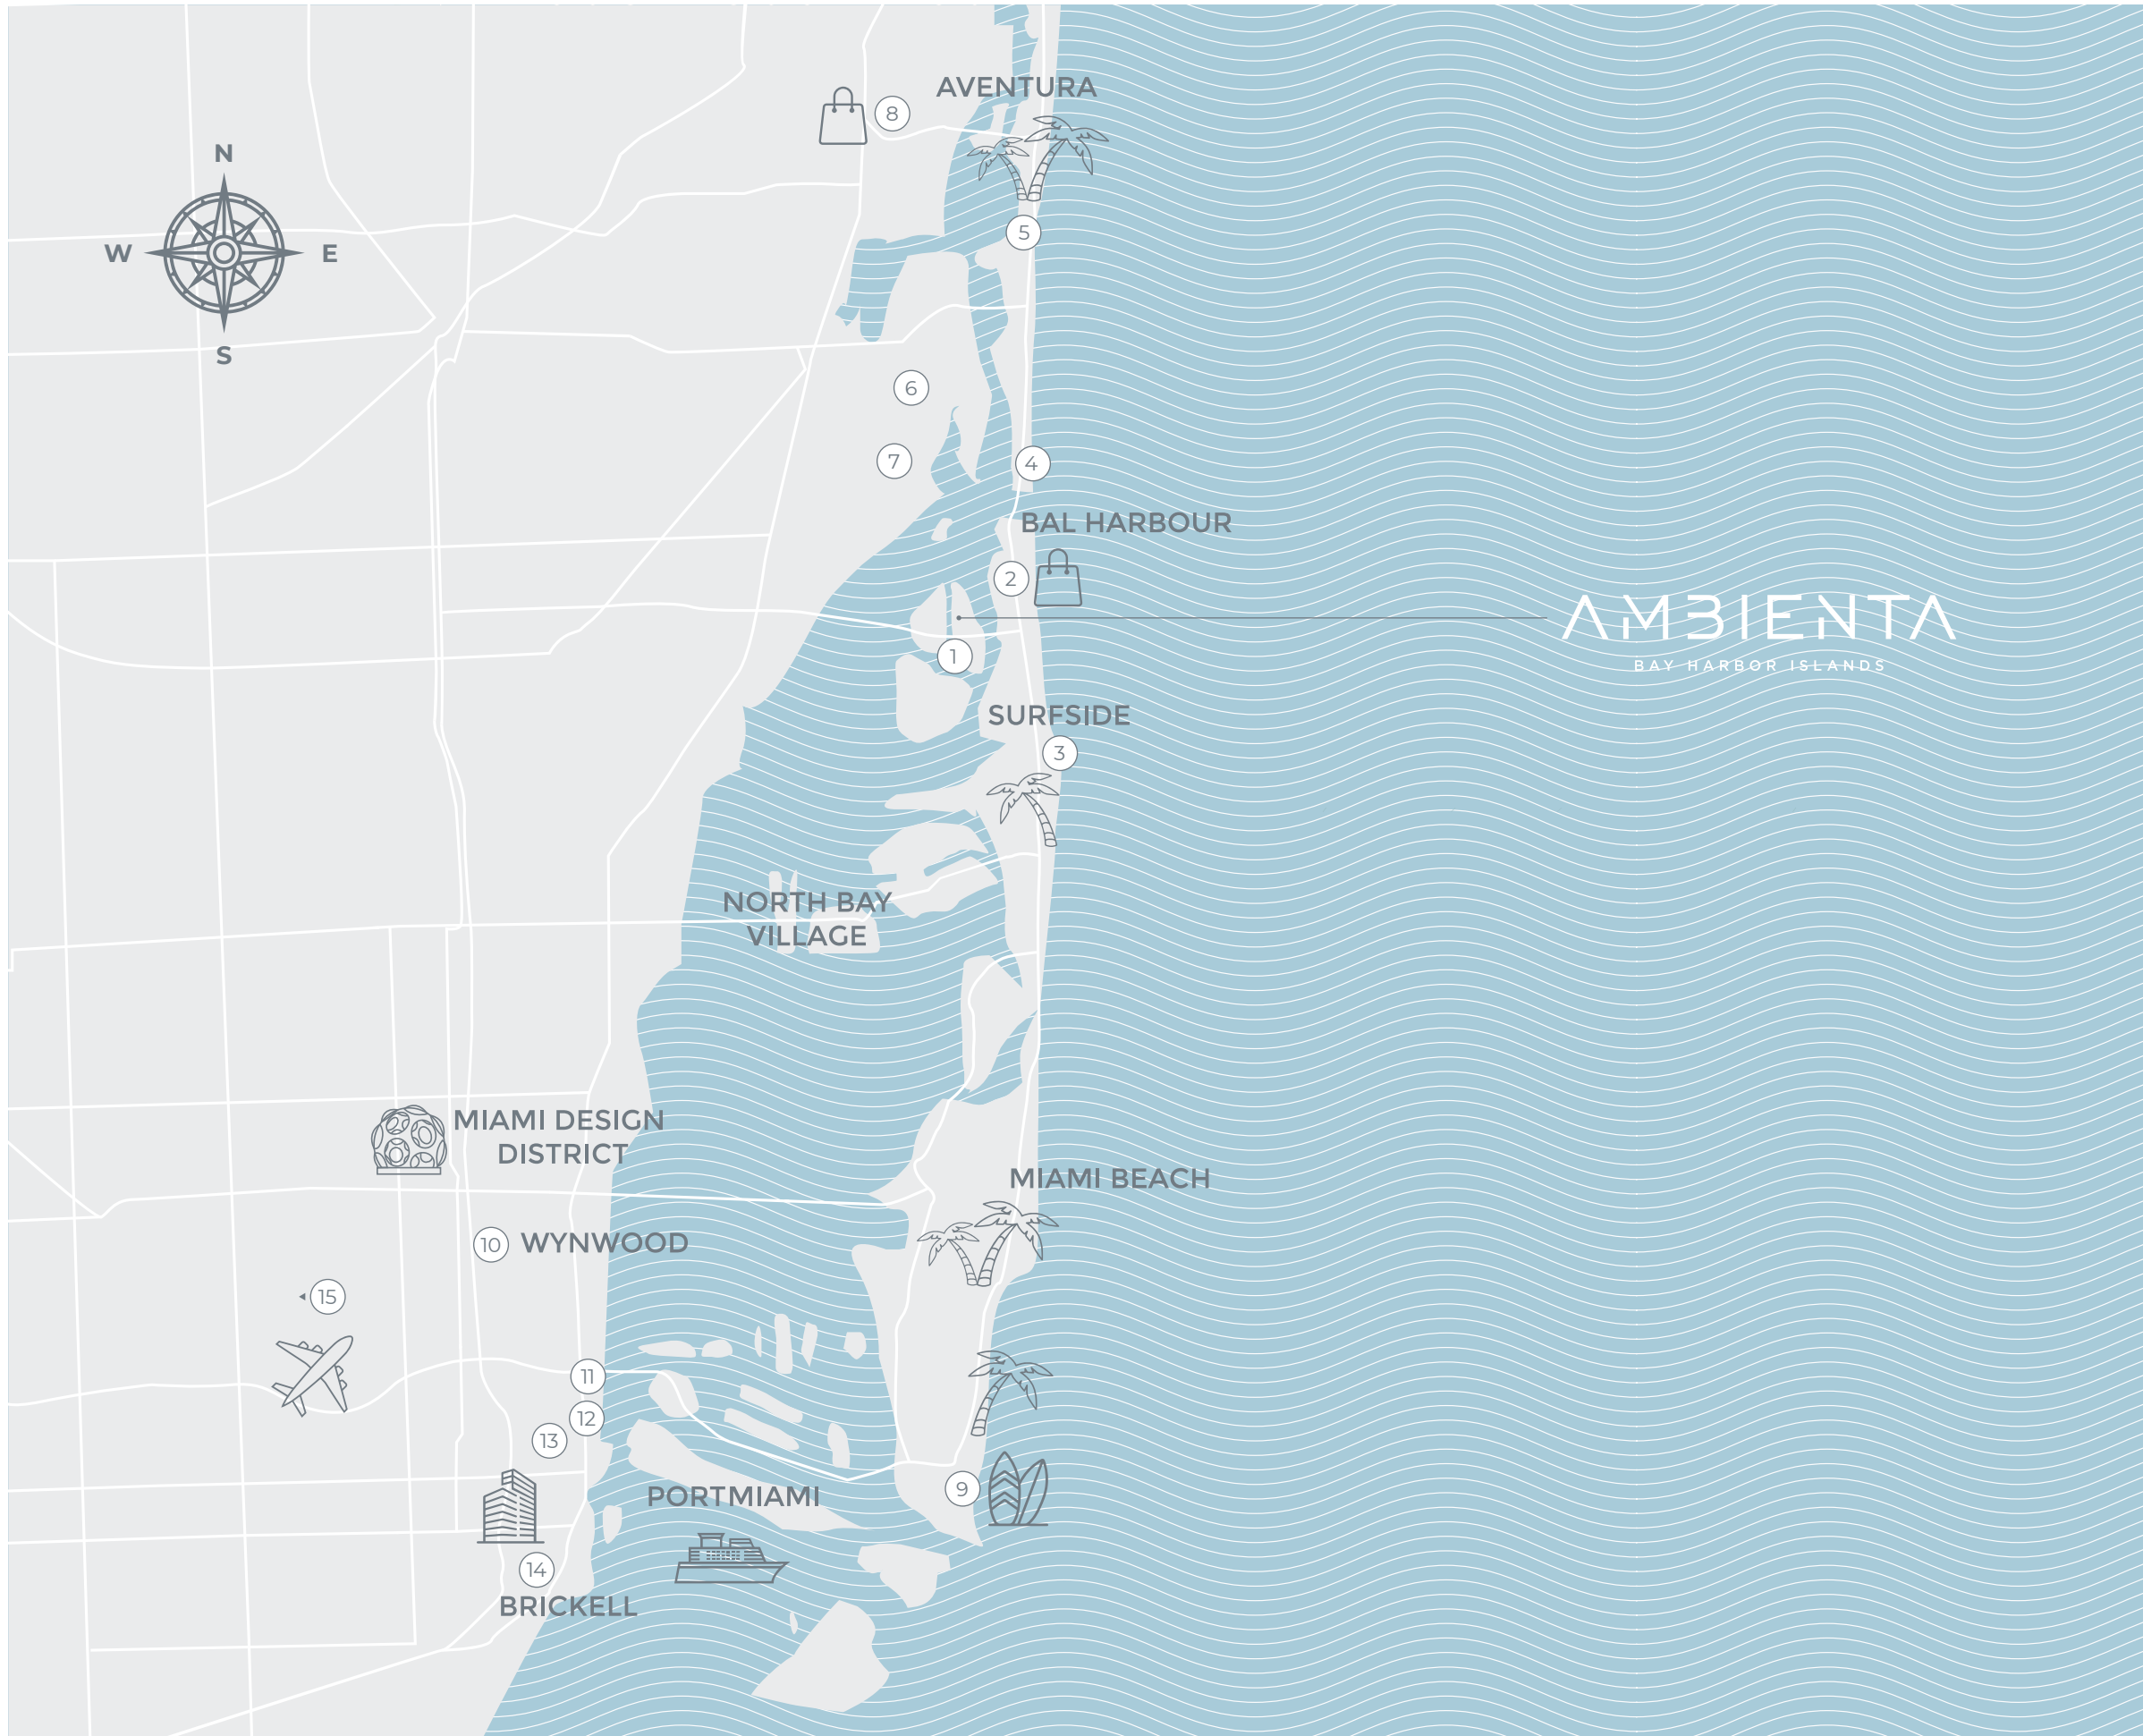 AVENTURA
8
N
W
E
S
5
6
7
4
BAL HARBOUR
2
AMBIENTA
BAY HARBOR ISLANDS
1
SURFSIDE
3
NORTH BAY
VILLAGE
MIAMI DESIGN
DISTRICT
MIAMI BEACH
10
WYNWOOD
15
11
12
13
9
PORTMIAMI
14
BRICKELL